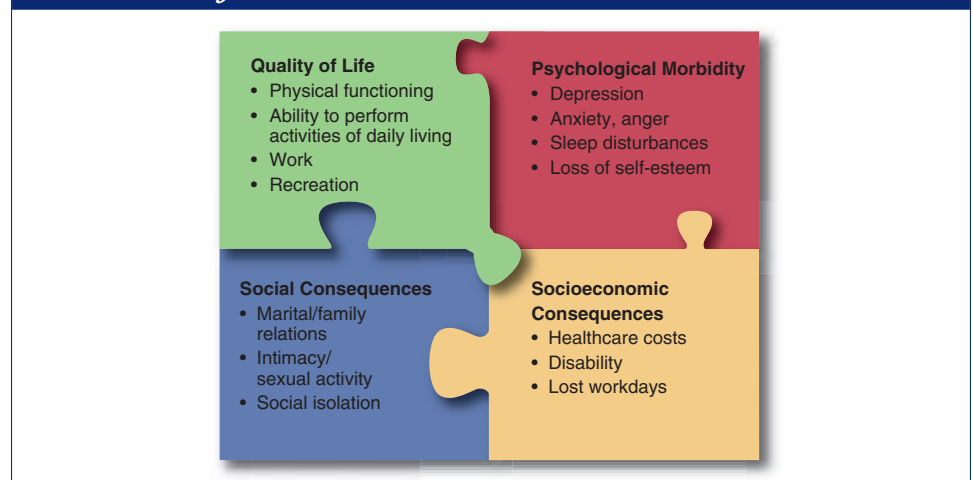 Quality of Life
• Physical functioning
• Ability to perform
activities of daily living
• Work
• Recreation
Psychological Morbidity
• Depression
• Anxiety, anger
• Sleep disturbances
• Loss of self-esteem
Social Consequences
• Marital/family
relations
• Intimacy/
sexual activity
• Social isolation
Socioeconomic
Consequences
• Healthcare costs
• Disability
• Lost workdays